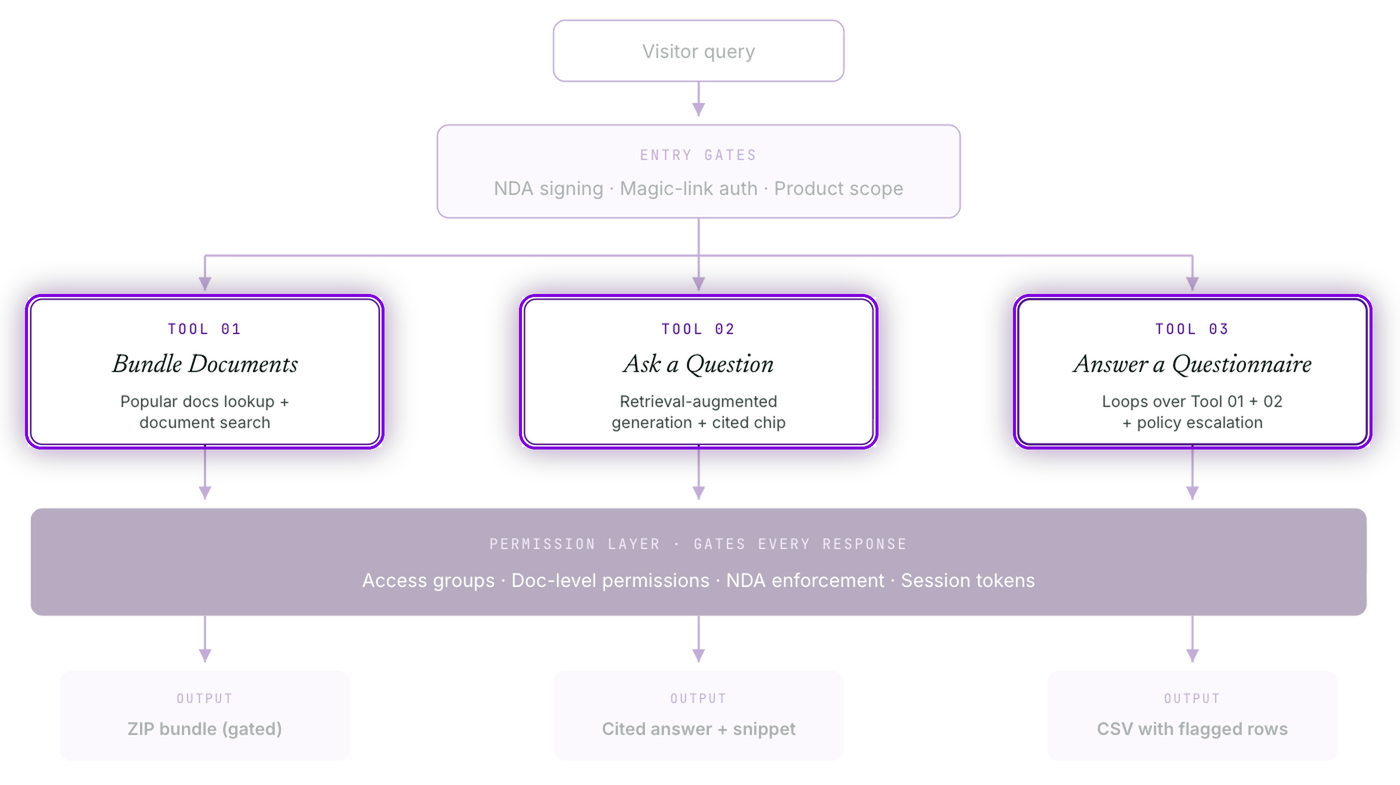 Visitor query
ENTRY GATES
NDA signing · Magic-link auth · Product scope
TOOL 01
Bundle Documents
Popular docs lookup +
document search
TOOL 02
Ask a Question
Retrieval-augmented
generation + cited chip
TOOL 03
Answer a Questionnaire
Loops over Tool 01 + 02
+ policy escalation
PERMISSION LAYER · GATES EVERY RESPONSE
Access groups · Doc-level permissions · NDA enforcement · Session tokens
OUTPUT
ZIP bundle (gated)
OUTPUT
Cited answer + snippet
OUTPUT
CSV with flagged rows